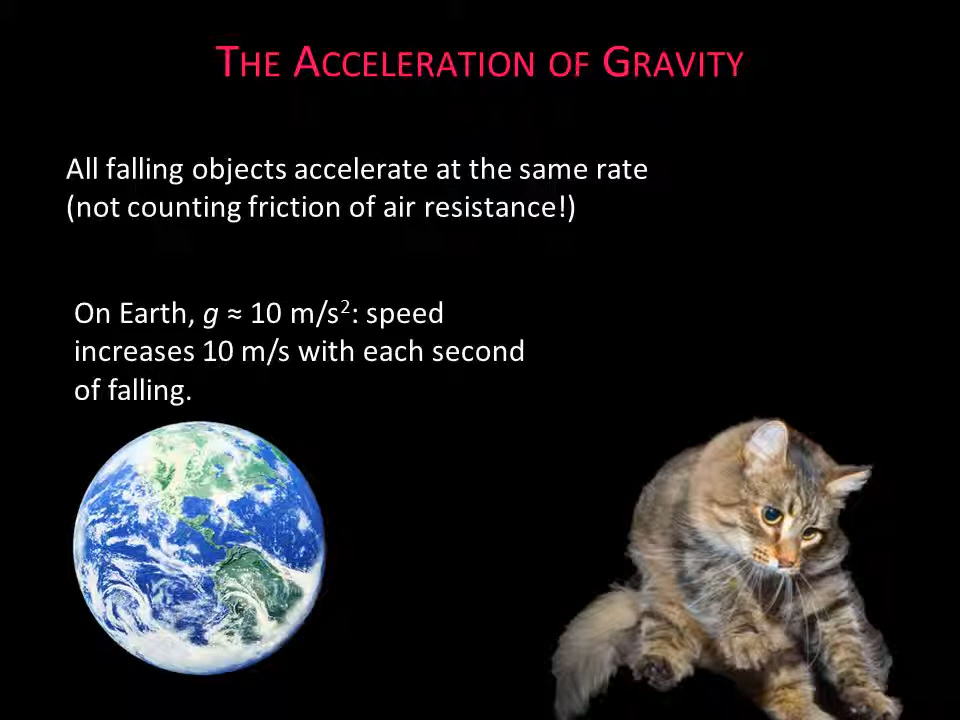 THE ACCELERATION OF GRAVITY
All falling objects accelerate at the same rate
(not counting friction of air resistance!)
On Earth, g ≈ 10 m/s²: speed
increases 10 m/s with each second
of falling.